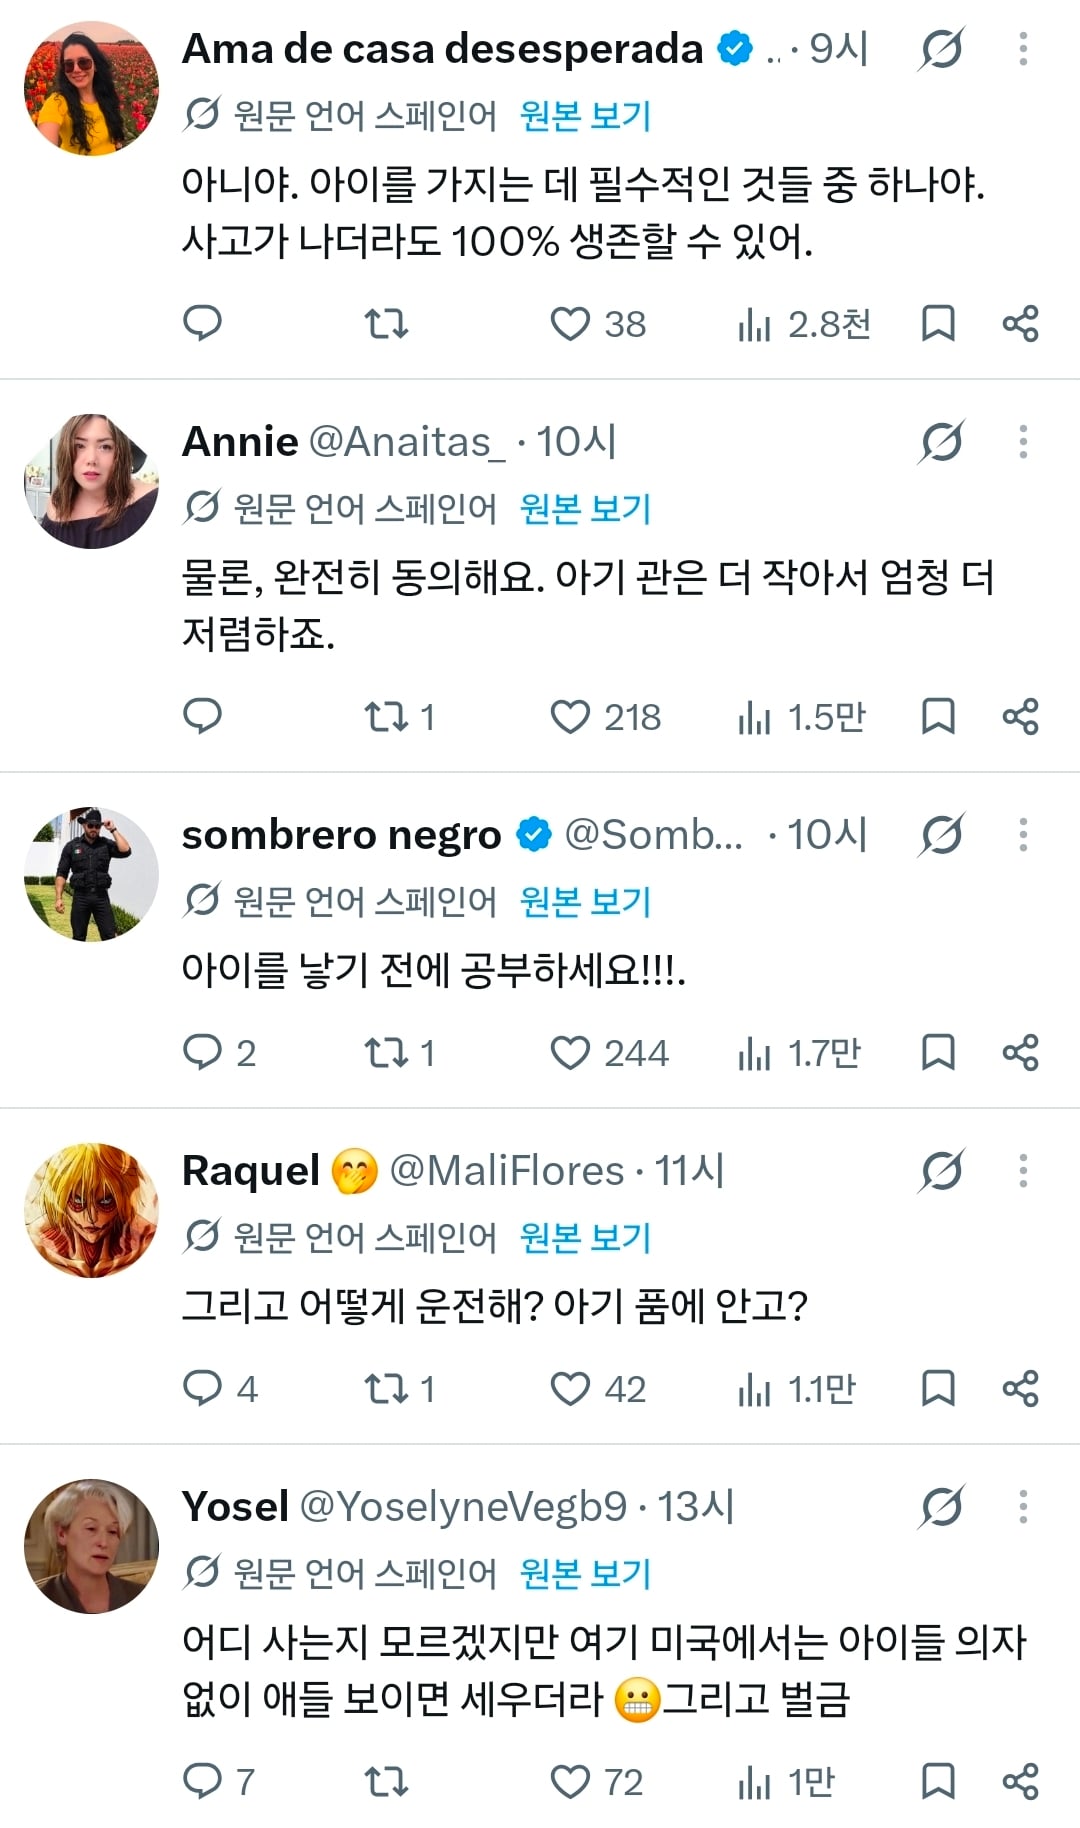 Ama de casa desesperada .. · 9시
원문 언어 스페인어 원본 보기
아니야. 아이를 가지는 데 필수적인 것들 중 하나야.
사고가 나더라도 100% 생존할 수 있어.
38 2.8천
Annie @Anaitas_ · 10시
원문 언어 스페인어 원본 보기
물론, 완전히 동의해요. 아기 관은 더 작아서 엄청 더
저렴하죠.
1 218 1.5만
sombrero negro @Somb... · 10시
원문 언어 스페인어 원본 보기
아이를 낳기 전에 공부하세요!!!.
2 1 244 1.7만
Raquel 🤭 @MaliFlores · 11시
원문 언어 스페인어 원본 보기
그리고 어떻게 운전해? 아기 품에 안고?
4 1 42 1.1만
Yosel @YoselyneVegb9 · 13시
원문 언어 스페인어 원본 보기
어디 사는지 모르겠지만 여기 미국에서는 아이들 의자
없이 애들 보이면 세우더라 😬그리고 벌금
7 72 1만